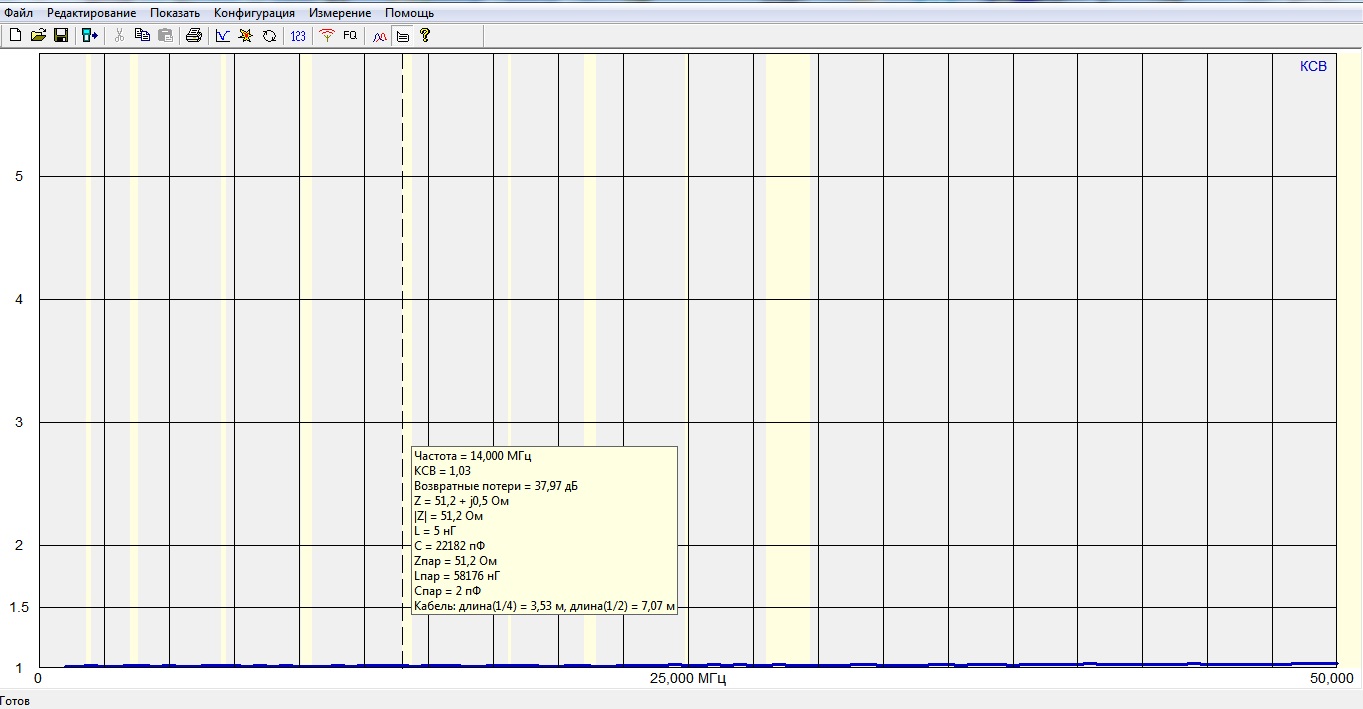 Файл Редактирование Показать Конфигурация Измерение Помощь
123 FQ ?
КСВ
5
4
3
Частота = 14,000 МГц
КСВ = 1,03
Возвратные потери = 37,97 дБ
Z = 51,2 + j0,5 Ом
|Z| = 51,2 Ом
L = 5 нГ
C = 22182 пФ
Zпар = 51,2 Ом
Lпар = 58176 нГ
Спар = 2 пФ
Кабель: длина(1/4) = 3,53 м, длина(1/2) = 7,07 м
2
1.5
1
0 25,000 МГц 50,000
Готов